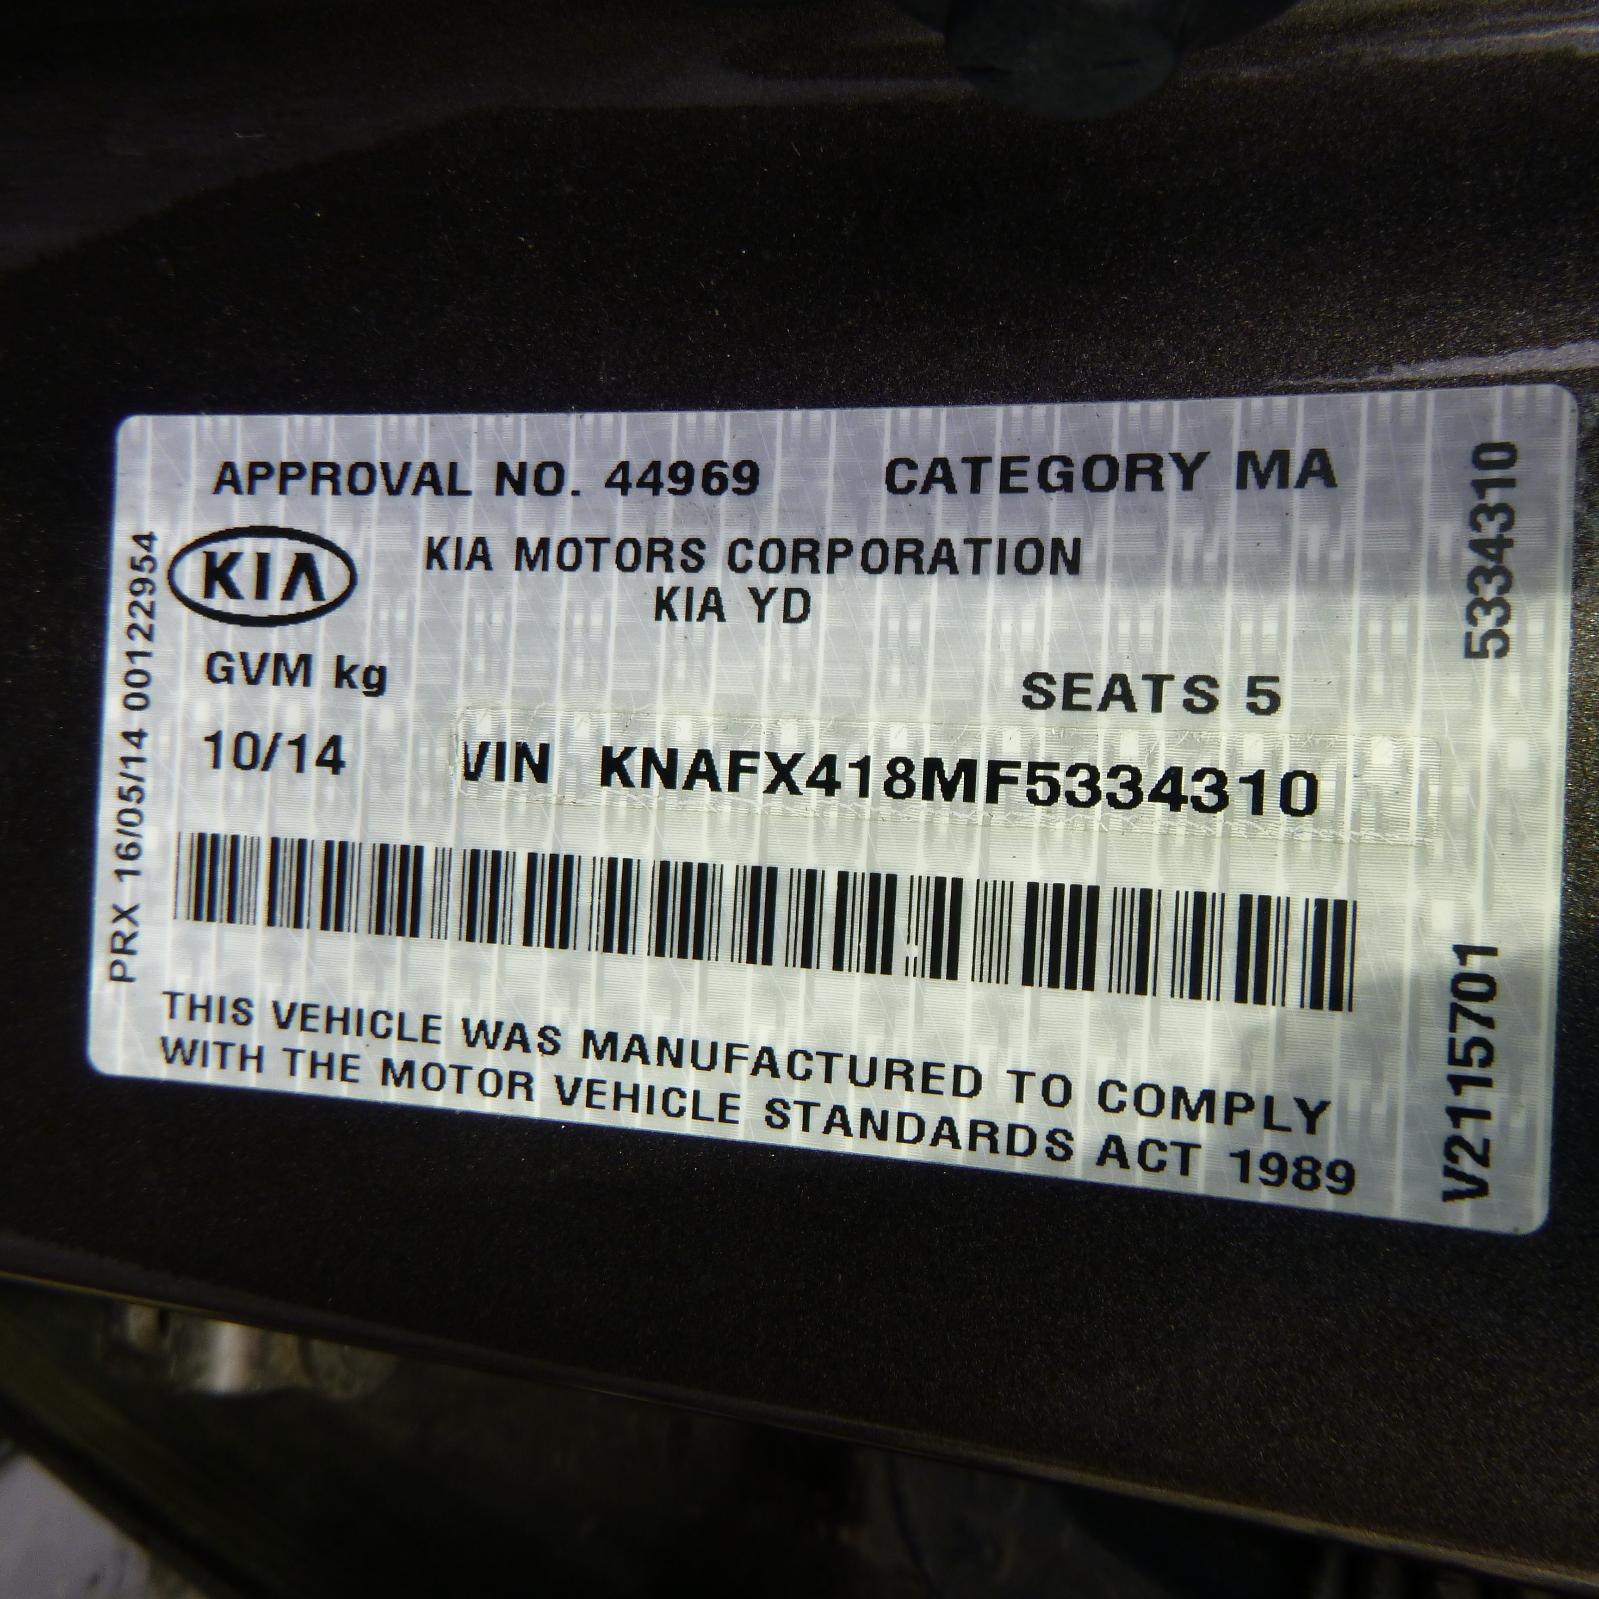 APPROVAL NO. 44969 CATEGORY MA
KIA
KIA MOTORS CORPORATION
KIA YD
GVM kg
SEATS 5
10/14
VIN KNAFX418MF5334310
THIS VEHICLE WAS MANUFACTURED TO COMPLY
WITH THE MOTOR VEHICLE STANDARDS ACT 1989
PRX 16/05/14 00122954
V2115701
5334310